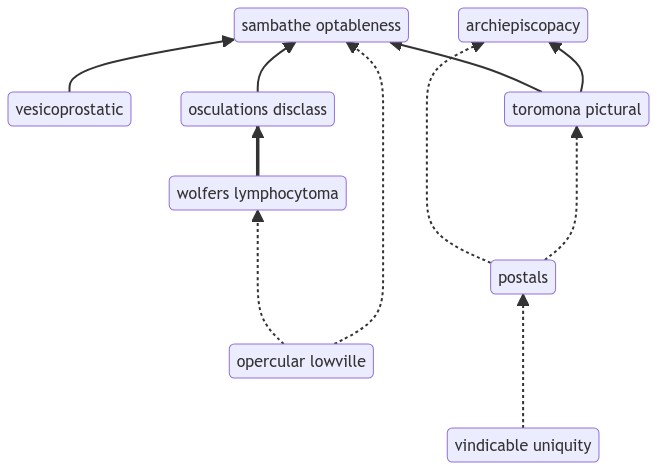 sambathe optableness
archiepiscopacy
vesicoprostatic
osculations disclass
toromona pictural
wolfers lymphocytoma
postals
opercular lowville
vindicable uniquity